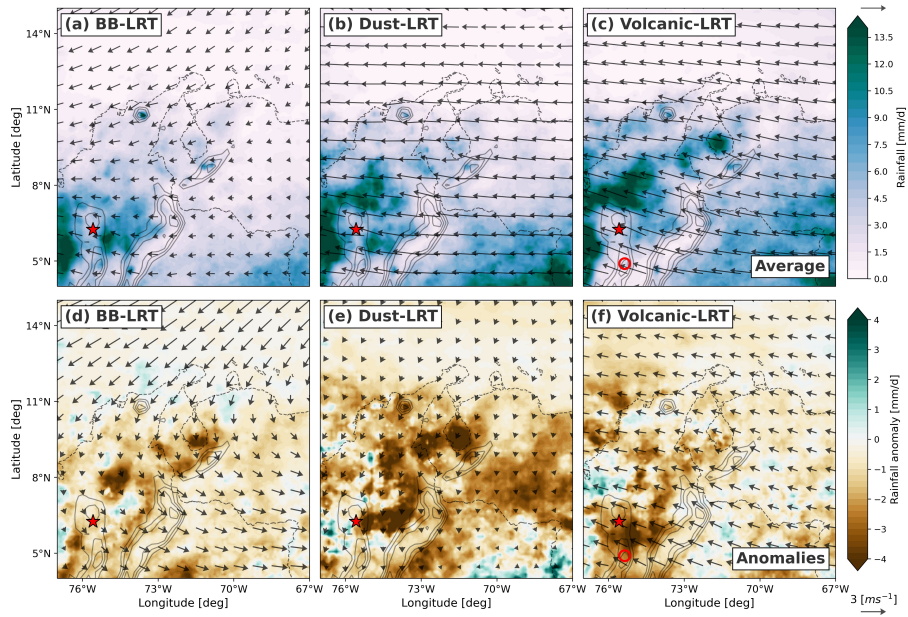 (a) BB-LRT
(b) Dust-LRT
(c) Volcanic-LRT
14°N
11°N
8°N
5°N
Latitude [deg]
Average
13.5
12.0
10.5
9.0
7.5
6.0
4.5
3.0
1.5
0.0
Rainfall [mm/d]
(d) BB-LRT
(e) Dust-LRT
(f) Volcanic-LRT
14°N
11°N
8°N
5°N
Latitude [deg]
Anomalies
4
3
2
1
0
−1
−2
−3
−4
Rainfall anomaly [mm/d]
76°W 73°W 70°W 67°W
76°W 73°W 70°W 67°W
76°W 73°W 70°W 67°W
Longitude [deg]
Longitude [deg]
Longitude [deg]
3 [ms⁻¹]